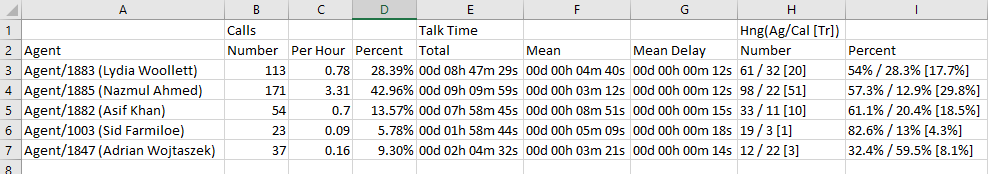 A B C D E F G H I
1 Calls Talk Time Hng(Ag/Cal [Tr])
2 Agent Number Per Hour Percent Total Mean Mean Delay Number Percent
3 Agent/1883 (Lydia Woollett) 113 0.78 28.39% 00d 08h 47m 29s 00d 00h 04m 40s 00d 00h 00m 12s 61 / 32 [20] 54% / 28.3% [17.7%]
4 Agent/1885 (Nazmul Ahmed) 171 3.31 42.96% 00d 09h 09m 59s 00d 00h 03m 12s 00d 00h 00m 12s 98 / 22 [51] 57.3% / 12.9% [29.8%]
5 Agent/1882 (Asif Khan) 54 0.7 13.57% 00d 07h 58m 45s 00d 00h 08m 51s 00d 00h 00m 15s 33 / 11 [10] 61.1% / 20.4% [18.5%]
6 Agent/1003 (Sid Farmiloe) 23 0.09 5.78% 00d 01h 58m 44s 00d 00h 05m 09s 00d 00h 00m 18s 19 / 3 [1] 82.6% / 13% [4.3%]
7 Agent/1847 (Adrian Wojtaszek) 37 0.16 9.30% 00d 02h 04m 32s 00d 00h 03m 21s 00d 00h 00m 14s 12 / 22 [3] 32.4% / 59.5% [8.1%]
8